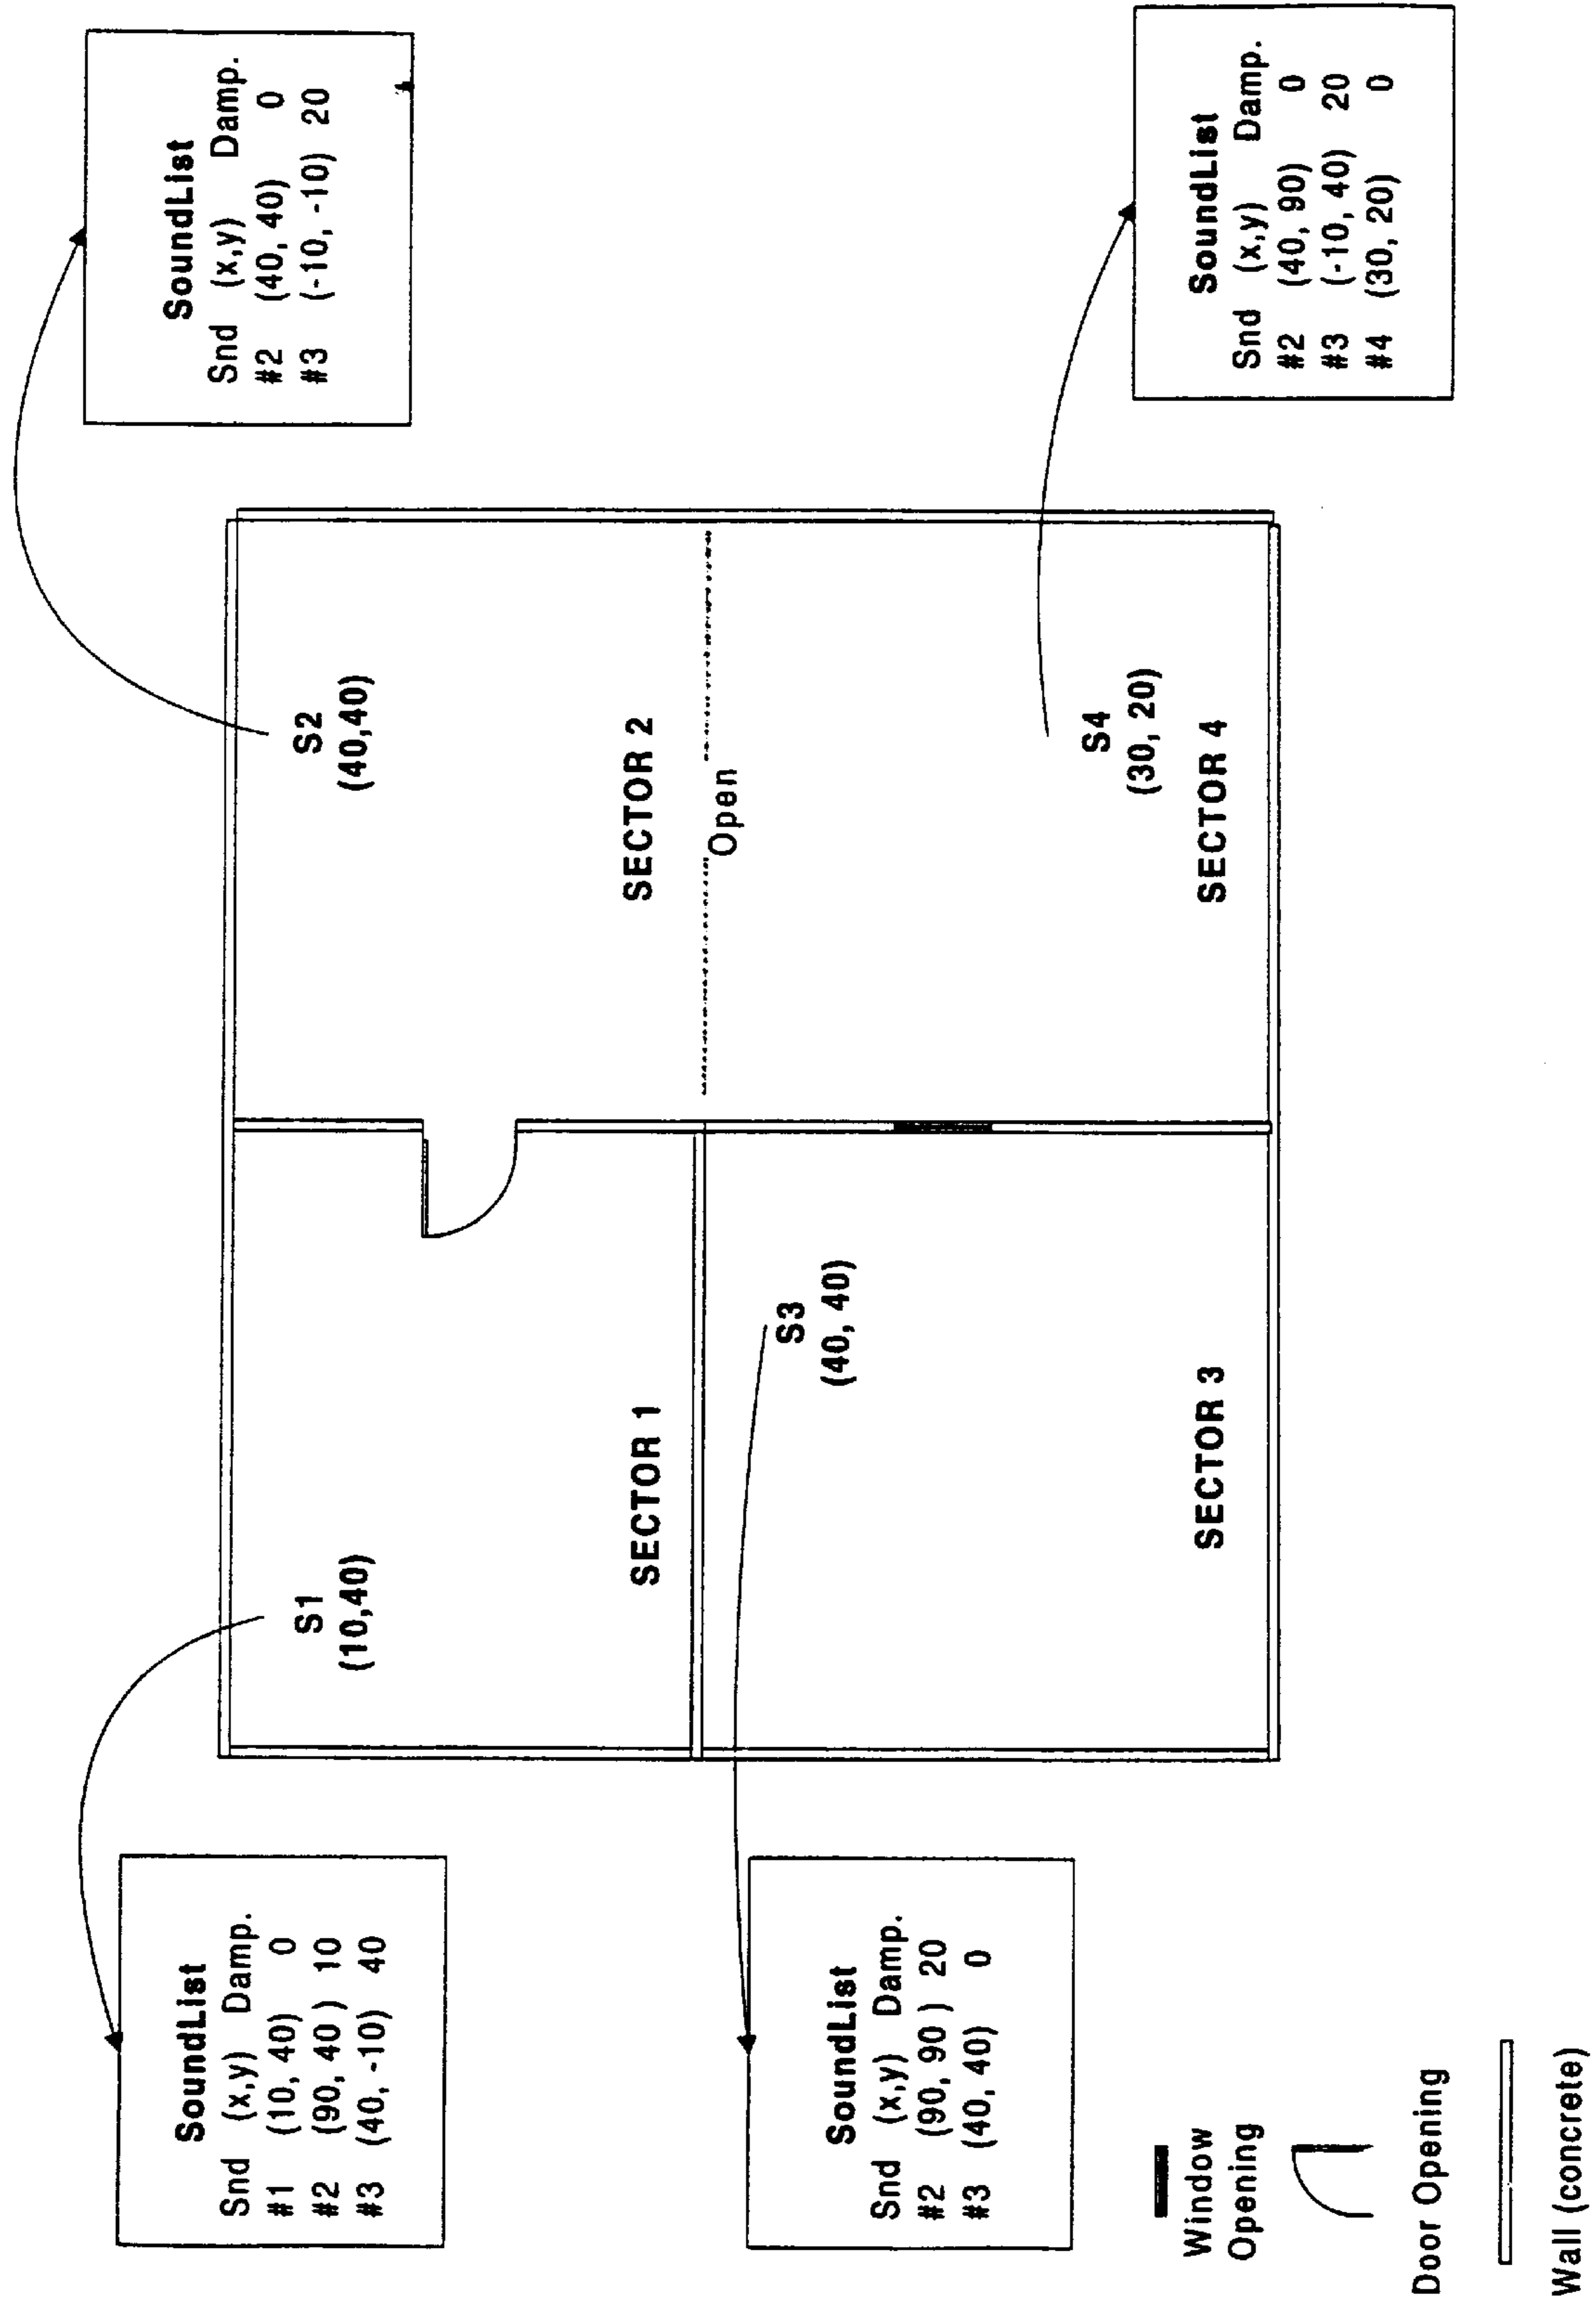 SoundList
Snd (x,y) Damp.
#1 (10, 40) 0
#2 (90, 40 ) 10
#3 (40, -10) 40
SoundList
Snd (x,y) Damp.
#2 (40, 40) 0
#3 (-10, -10) 20
S1
(10,40)
S2
(40,40)
SECTOR 1
SECTOR 2
Open
S3
(40, 40)
S4
(30, 20)
SECTOR 3
SECTOR 4
SoundList
Snd (x,y) Damp.
#2 (90, 90 ) 20
#3 (40, 40) 0
SoundList
Snd (x,y) Damp.
#2 (40, 90) 0
#3 (-10, 40) 20
#4 (30, 20) 0
Window
Opening
Door Opening
Wall (concrete)